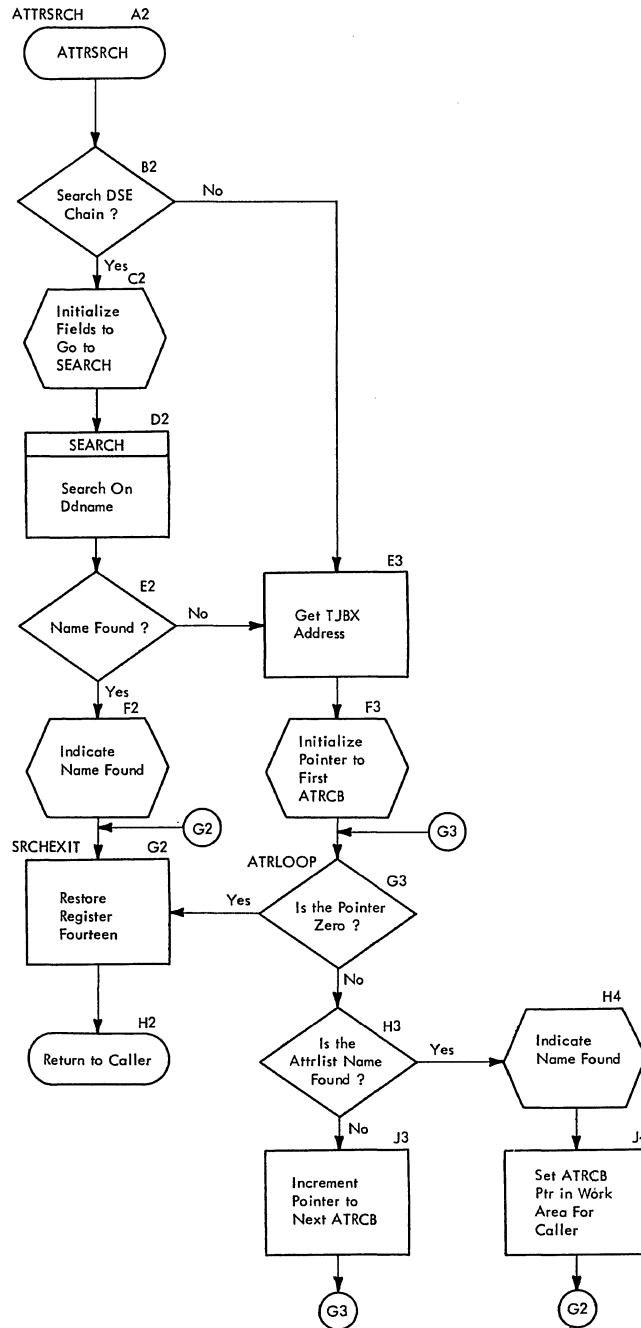 ATTRSRCH A2
ATTRSRCH
B2
Search DSE
Chain ?
No
Yes
C2
Initialize
Fields to
Go to
SEARCH
D2
SEARCH
Search On
Ddname
E2
Name Found ?
No
E3
Get TJBX
Address
Yes
F2
Indicate
Name Found
F3
Initialize
Pointer to
First
ATRCB
G2
G3
SRCHEXIT G2
Restore
Register
Fourteen
ATRLOOP
G3
Is the Pointer
Zero ?
Yes
No
H2
Return to Caller
H3
Is the
Attrlist Name
Found ?
Yes
H4
Indicate
Name Found
No
J3
Increment
Pointer to
Next ATRCB
J4
Set ATRCB
Ptr in Work
Area For
Caller
G3
G2